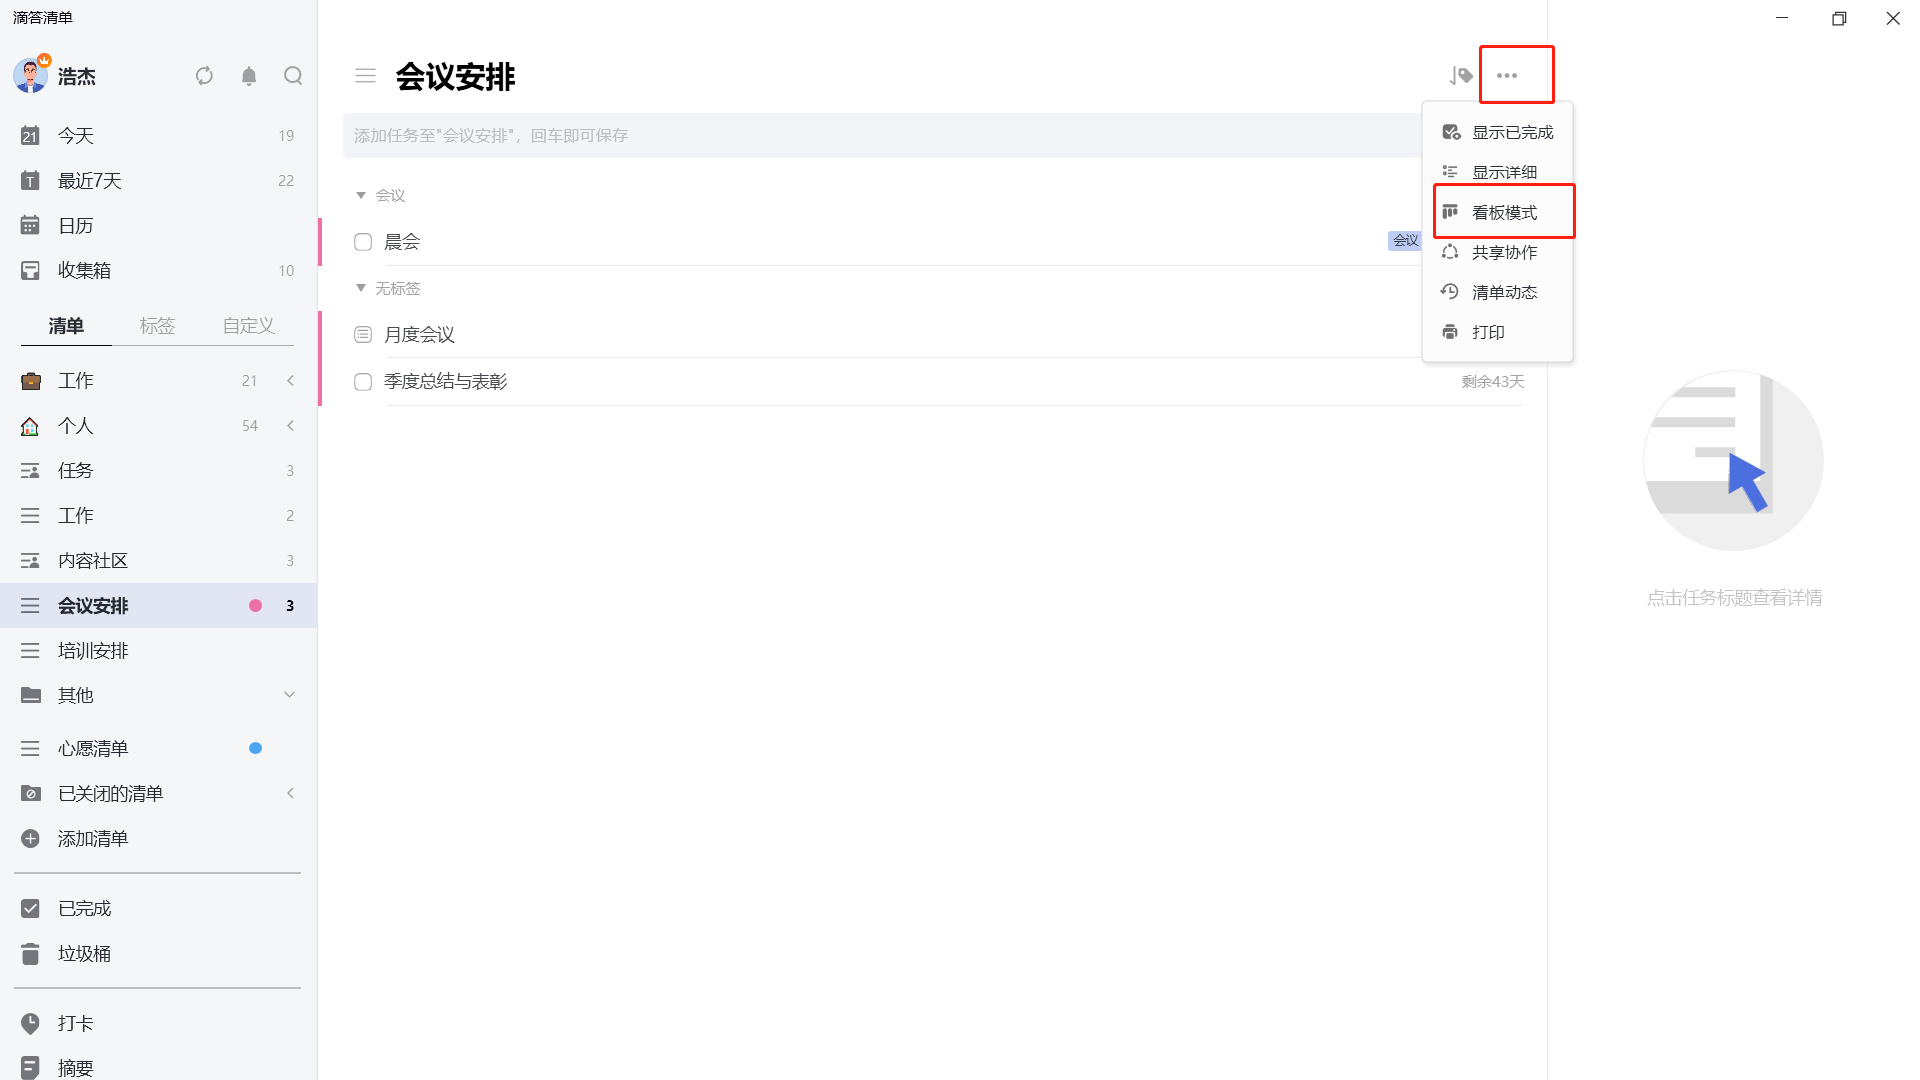 滴答清单
浩杰
21 今天 19
T 最近7天 22
日历
收集箱 10
清单 标签 自定义
工作 21
个人 54
任务 3
工作 2
内容社区 3
会议安排 3
培训安排
其他
心愿清单
已关闭的清单
添加清单
已完成
垃圾桶
打卡
摘要
会议安排
添加任务至"会议安排"，回车即可保存
会议
晨会 会议
无标签
月度会议
季度总结与表彰 剩余43天
显示已完成
显示详细
看板模式
共享协作
清单动态
打印
点击任务标题查看详情